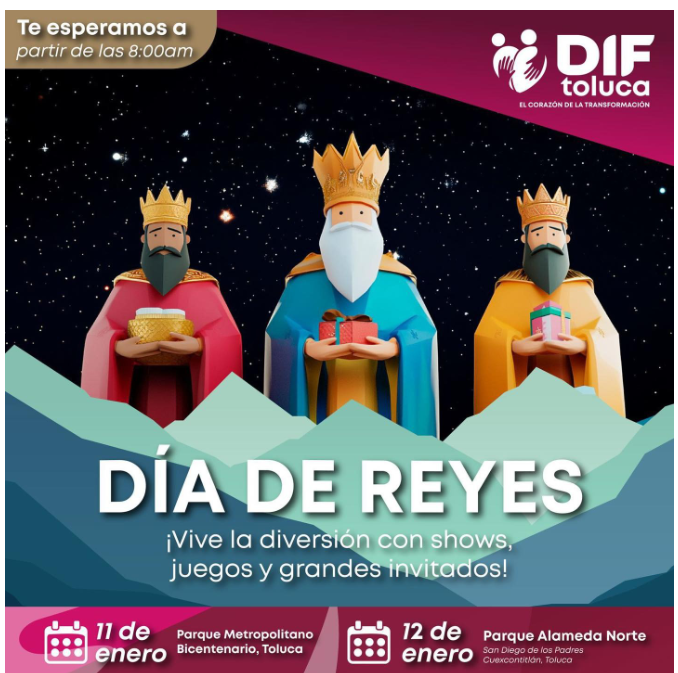 Te esperamos a
partir de las 8:00am
DIF
toluca
EL CORAZÓN DE LA TRANSFORMACIÓN
DÍA DE REYES
¡Vive la diversión con shows,
juegos y grandes invitados!
11 de
enero
Parque Metropolitano
Bicentenario, Toluca
12 de
enero
Parque Alameda Norte
San Diego de los Padres
Cuexcontitlán, Toluca